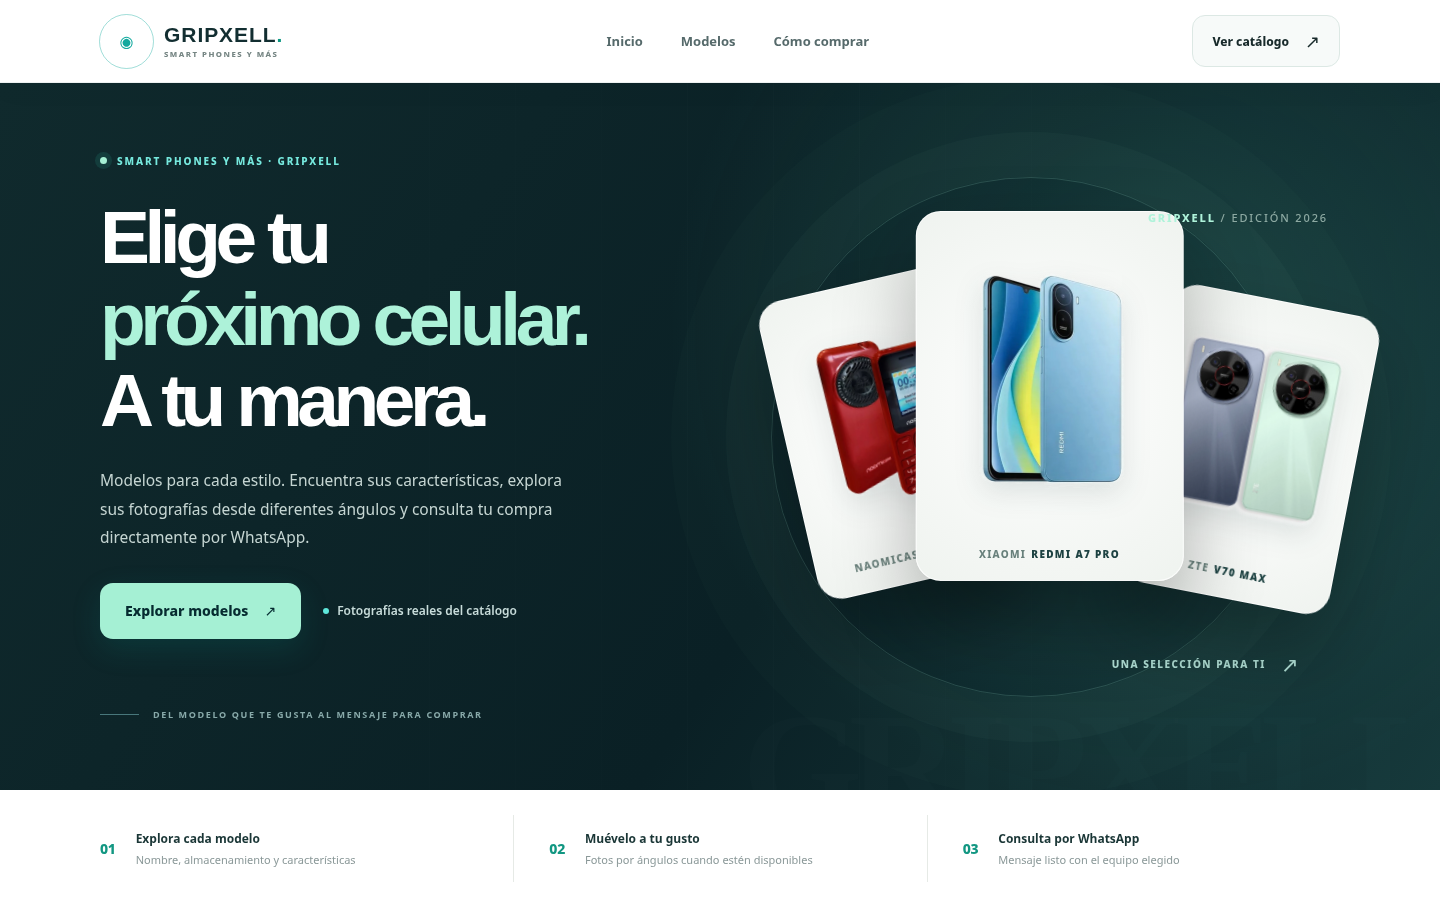 GRIPXELL.
SMART PHONES Y MÁS
Inicio
Modelos
Cómo comprar
Ver catálogo ↗
SMART PHONES Y MÁS · GRIPXELL
Elige tu
próximo celular.
A tu manera.
Modelos para cada estilo. Encuentra sus características, explora
sus fotografías desde diferentes ángulos y consulta tu compra
directamente por WhatsApp.
Explorar modelos ↗
Fotografías reales del catálogo
DEL MODELO QUE TE GUSTA AL MENSAJE PARA COMPRAR
GRIPXELL / EDICIÓN 2026
NAOMICAS
REDMI
XIAOMI REDMI A7 PRO
ZTE V70 MAX
UNA SELECCIÓN PARA TI ↗
GRIPXELL
01
Explora cada modelo
Nombre, almacenamiento y características
02
Muévelo a tu gusto
Fotos por ángulos cuando estén disponibles
03
Consulta por WhatsApp
Mensaje listo con el equipo elegido